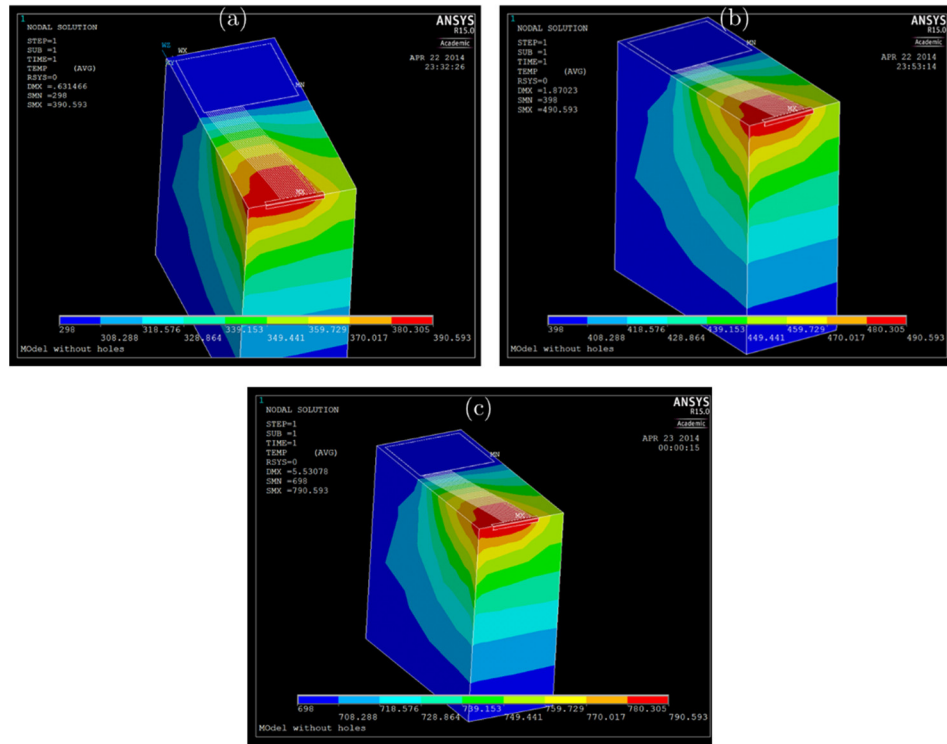 (a)
1
NODAL SOLUTION
ANSYS
R15.0
Academic
STEP=1
SUB =1
TIME=1
TEMP (AVG)
RSYS=0
DMX =.631466
SMN =298
SMX =390.593
APR 22 2014
23:32:26
WX
MN
MX
298 318.576 339.153 359.729 380.305
308.288 328.864 349.441 370.017 390.593
MOdel without holes
(b)
1
NODAL SOLUTION
ANSYS
R15.0
Academic
STEP=1
SUB =1
TIME=1
TEMP (AVG)
RSYS=0
DMX =1.87023
SMN =398
SMX =490.593
APR 22 2014
23:53:14
MN
MX
398 418.576 439.153 459.729 480.305
408.288 428.864 449.441 470.017 490.593
MOdel without holes
(c)
1
NODAL SOLUTION
ANSYS
R15.0
Academic
STEP=1
SUB =1
TIME=1
TEMP (AVG)
RSYS=0
DMX =5.53078
SMN =698
SMX =790.593
APR 23 2014
00:00:15
MN
MX
698 718.576 739.153 759.729 780.305
708.288 728.864 749.441 770.017 790.593
MOdel without holes